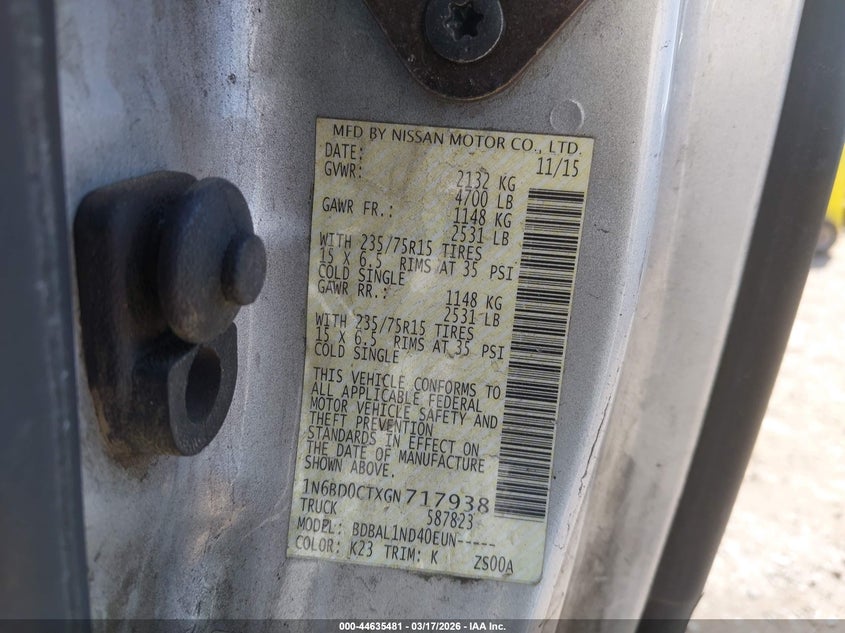 MFD BY NISSAN MOTOR CO., LTD.
DATE: 11/15
GVWR: 2132 KG
4700 LB
GAWR FR.: 1148 KG
2531 LB
WITH 235/75R15 TIRES
15 X 6.5 RIMS AT 35 PSI
COLD SINGLE
GAWR RR.: 1148 KG
2531 LB
WITH 235/75R15 TIRES
15 X 6.5 RIMS AT 35 PSI
COLD SINGLE
THIS VEHICLE CONFORMS TO
ALL APPLICABLE FEDERAL
MOTOR VEHICLE SAFETY AND
THEFT PREVENTION
STANDARDS IN EFFECT ON
THE DATE OF MANUFACTURE
SHOWN ABOVE.
1N6BD0CTXGN717938
TRUCK 587823
MODEL: BDBAL1ND40EUN-----
COLOR: K23 TRIM: K ZS00A
000-44635481 - 03/17/2026 - IAA Inc.